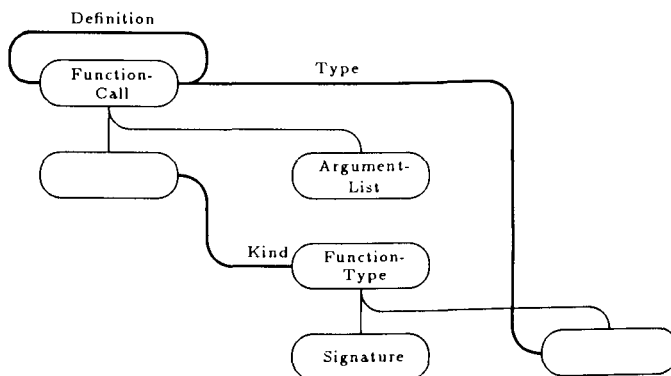 Definition
Function-
Call
Type
Argument-
List
Kind
Function-
Type
Signature